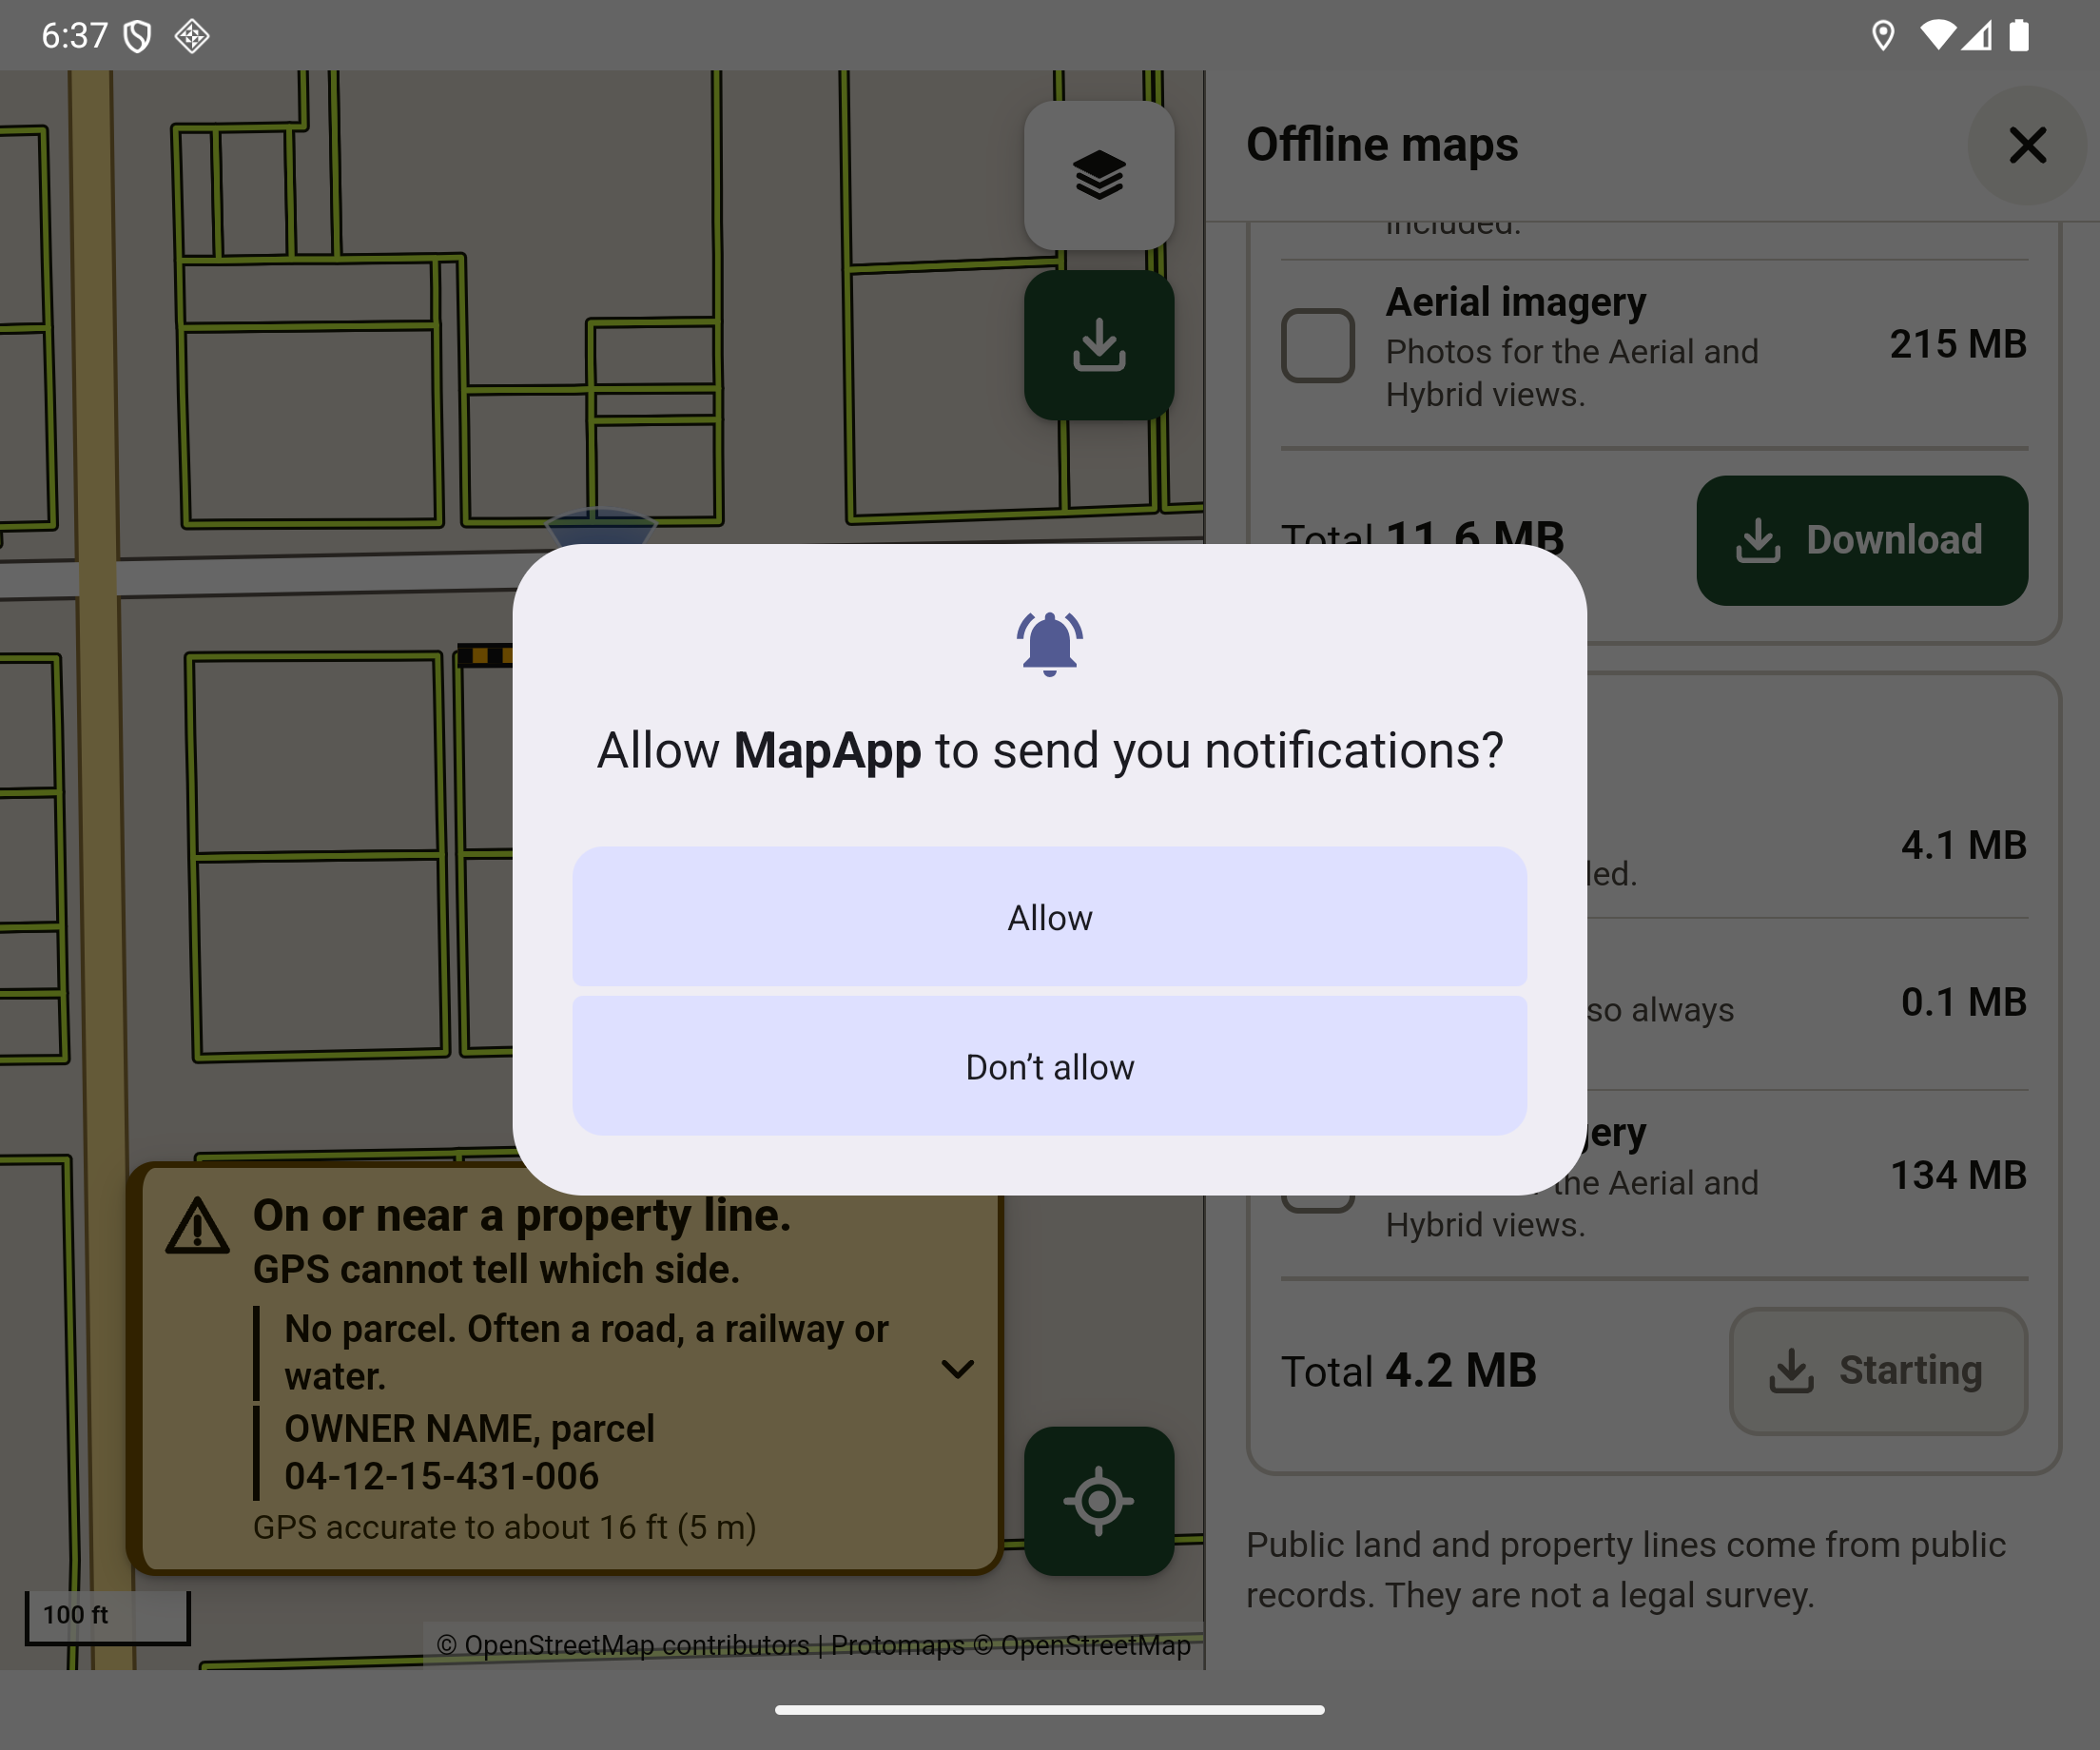 6:37
Offline maps
included.
Aerial imagery
Photos for the Aerial and
Hybrid views.
215 MB
Total 11.6 MB
Download
Allow MapApp to send you notifications?
Allow
Don’t allow
4.1 MB
led.
so always
0.1 MB
gery
the Aerial and
Hybrid views.
134 MB
Total 4.2 MB
Starting
Public land and property lines come from public
records. They are not a legal survey.
On or near a property line.
GPS cannot tell which side.
No parcel. Often a road, a railway or
water.
OWNER NAME, parcel
04-12-15-431-006
GPS accurate to about 16 ft (5 m)
100 ft
© OpenStreetMap contributors | Protomaps © OpenStreetMap